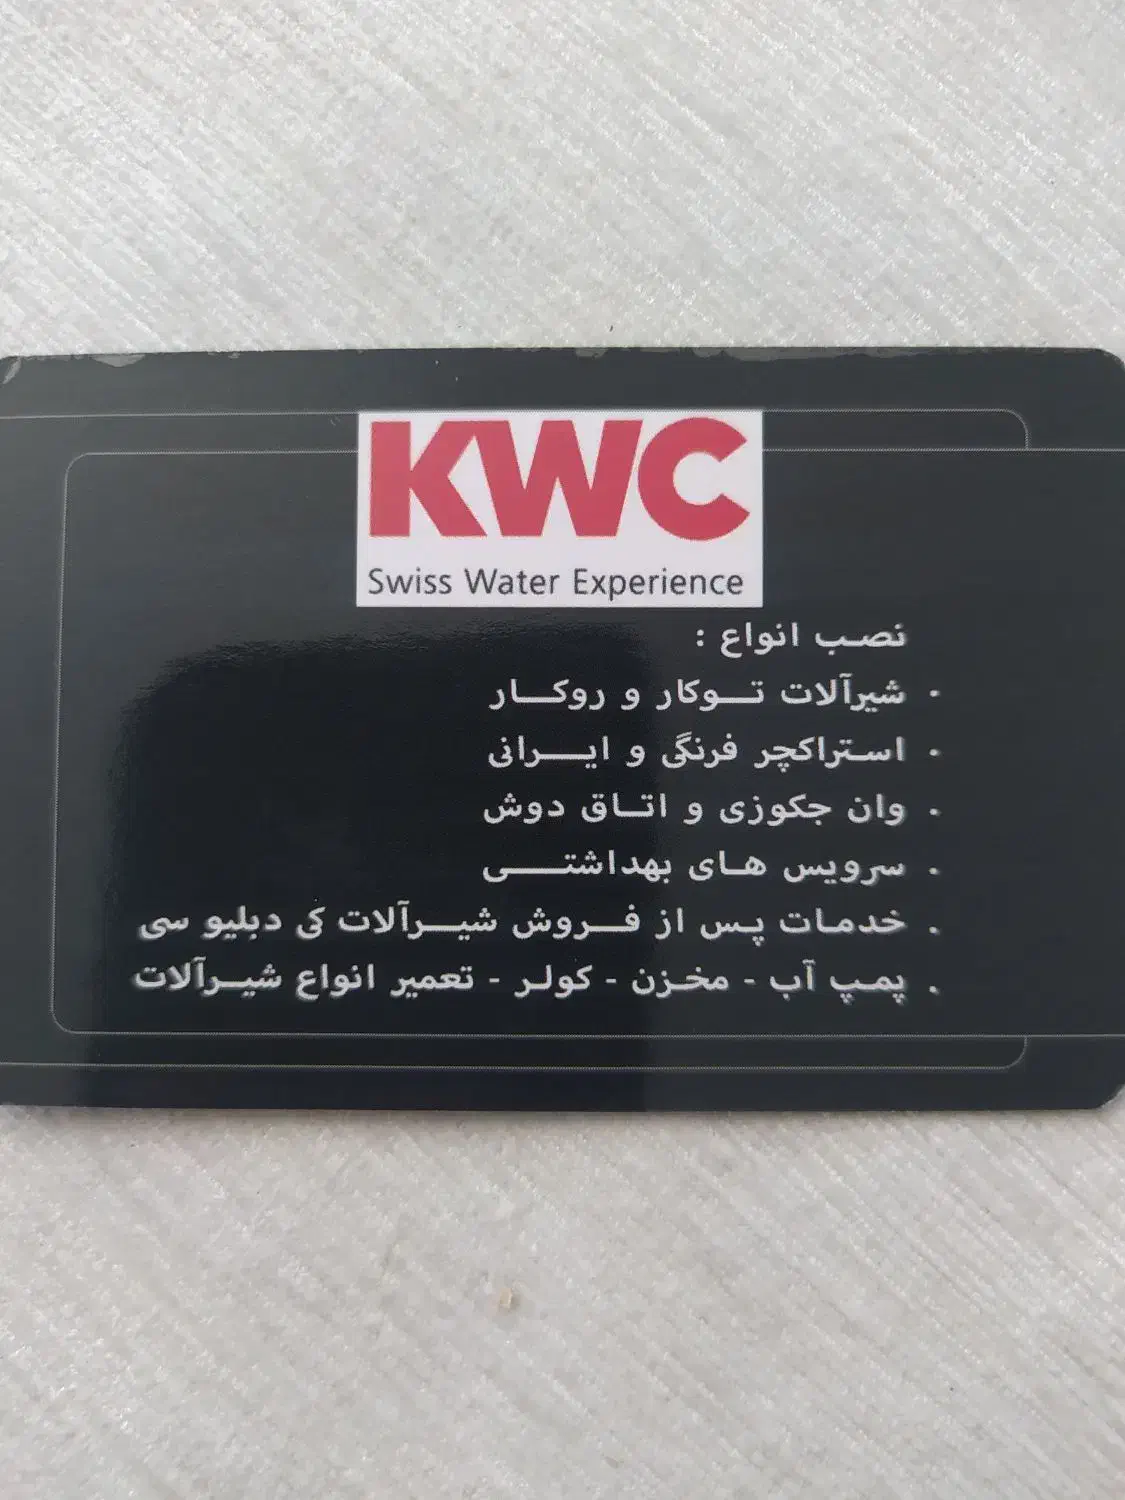 KWC
Swiss Water Experience
نصب انواع :
· شیرآلات توکار و روکار
· استراکچر فرنگی و ایرانی
· وان جکوزی و اتاق دوش
· سرویس های بهداشتی
· خدمات پس از فروش شیرآلات کی دبلیو سی
· پمپ آب - مخزن - کولر - تعمیر انواع شیرآلات